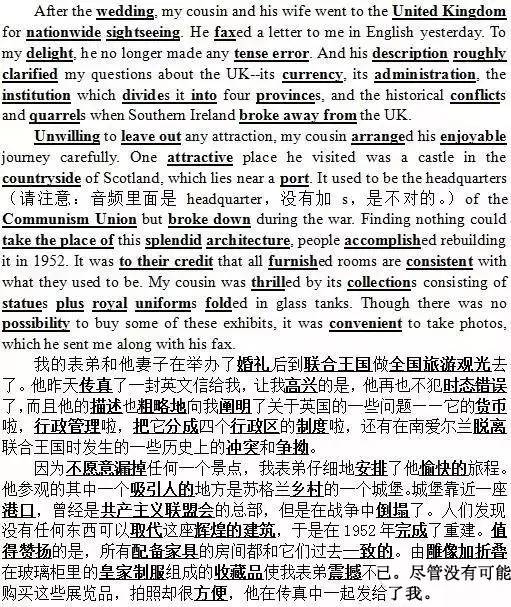 After the wedding, my cousin and his wife went to the United Kingdom
for nationwide sightseeing. He faxed a letter to me in English yesterday. To
my delight, he no longer made any tense error. And his description roughly
clarified my questions about the UK--its currency, its administration, the
institution which divides it into four provinces, and the historical conflicts
and quarrels when Southern Ireland broke away from the UK.
Unwilling to leave out any attraction, my cousin arranged his enjoyable
journey carefully. One attractive place he visited was a castle in the
countryside of Scotland, which lies near a port. It used to be the headquarters
（请注意：音频里面是 headquarter，没有加 s，是不对的。）of the
Communism Union but broke down during the war. Finding nothing could
take the place of this splendid architecture, people accomplished rebuilding
it in 1952. It was to their credit that all furnished rooms are consistent with
what they used to be. My cousin was thrilled by its collections consisting of
statues plus royal uniforms folded in glass tanks. Though there was no
possibility to buy some of these exhibits, it was convenient to take photos,
which he sent me along with his fax.
我的表弟和他妻子在举办了婚礼后到联合王国做全国旅游观光去
了。他昨天传真了一封英文信给我，让我高兴的是，他再也不犯时态错误
了，而且他的描述也粗略地向我阐明了关于英国的一些问题－－它的货币
啦，行政管理啦，把它分成四个行政区的制度啦，还有在南爱尔兰脱离
联合王国时发生的一些历史上的冲突和争拗。
因为不愿意漏掉任何一个景点，我表弟仔细地安排了他愉快的旅程。
他参观的其中一个吸引人的地方是苏格兰乡村的一个城堡。城堡靠近一座
港口，曾经是共产主义联盟会的总部，但是在战争中倒塌了。人们发现
没有任何东西可以取代这座辉煌的建筑，于是在 1952 年完成了重建。值
得赞扬的是，所有配备家具的房间都和它们过去一致的。由雕像加折叠
在玻璃柜里的皇家制服组成的收藏品使我表弟震撼不已。尽管没有可能
购买这些展览品，拍照却很方便，他在传真中一起发给了我。